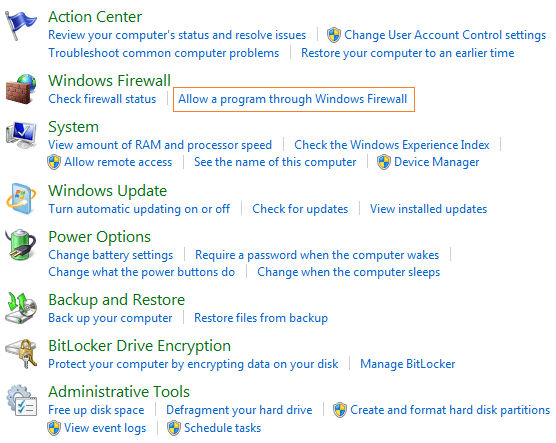 Action Center
Review your computer's status and resolve issues Change User Account Control settings
Troubleshoot common computer problems Restore your computer to an earlier time
Windows Firewall
Check firewall status Allow a program through Windows Firewall
System
View amount of RAM and processor speed Check the Windows Experience Index
Allow remote access See the name of this computer Device Manager
Windows Update
Turn automatic updating on or off Check for updates View installed updates
Power Options
Change battery settings Require a password when the computer wakes
Change what the power buttons do Change when the computer sleeps
Backup and Restore
Back up your computer Restore files from backup
BitLocker Drive Encryption
Protect your computer by encrypting data on your disk Manage BitLocker
Administrative Tools
Free up disk space Defragment your hard drive Create and format hard disk partitions
View event logs Schedule tasks